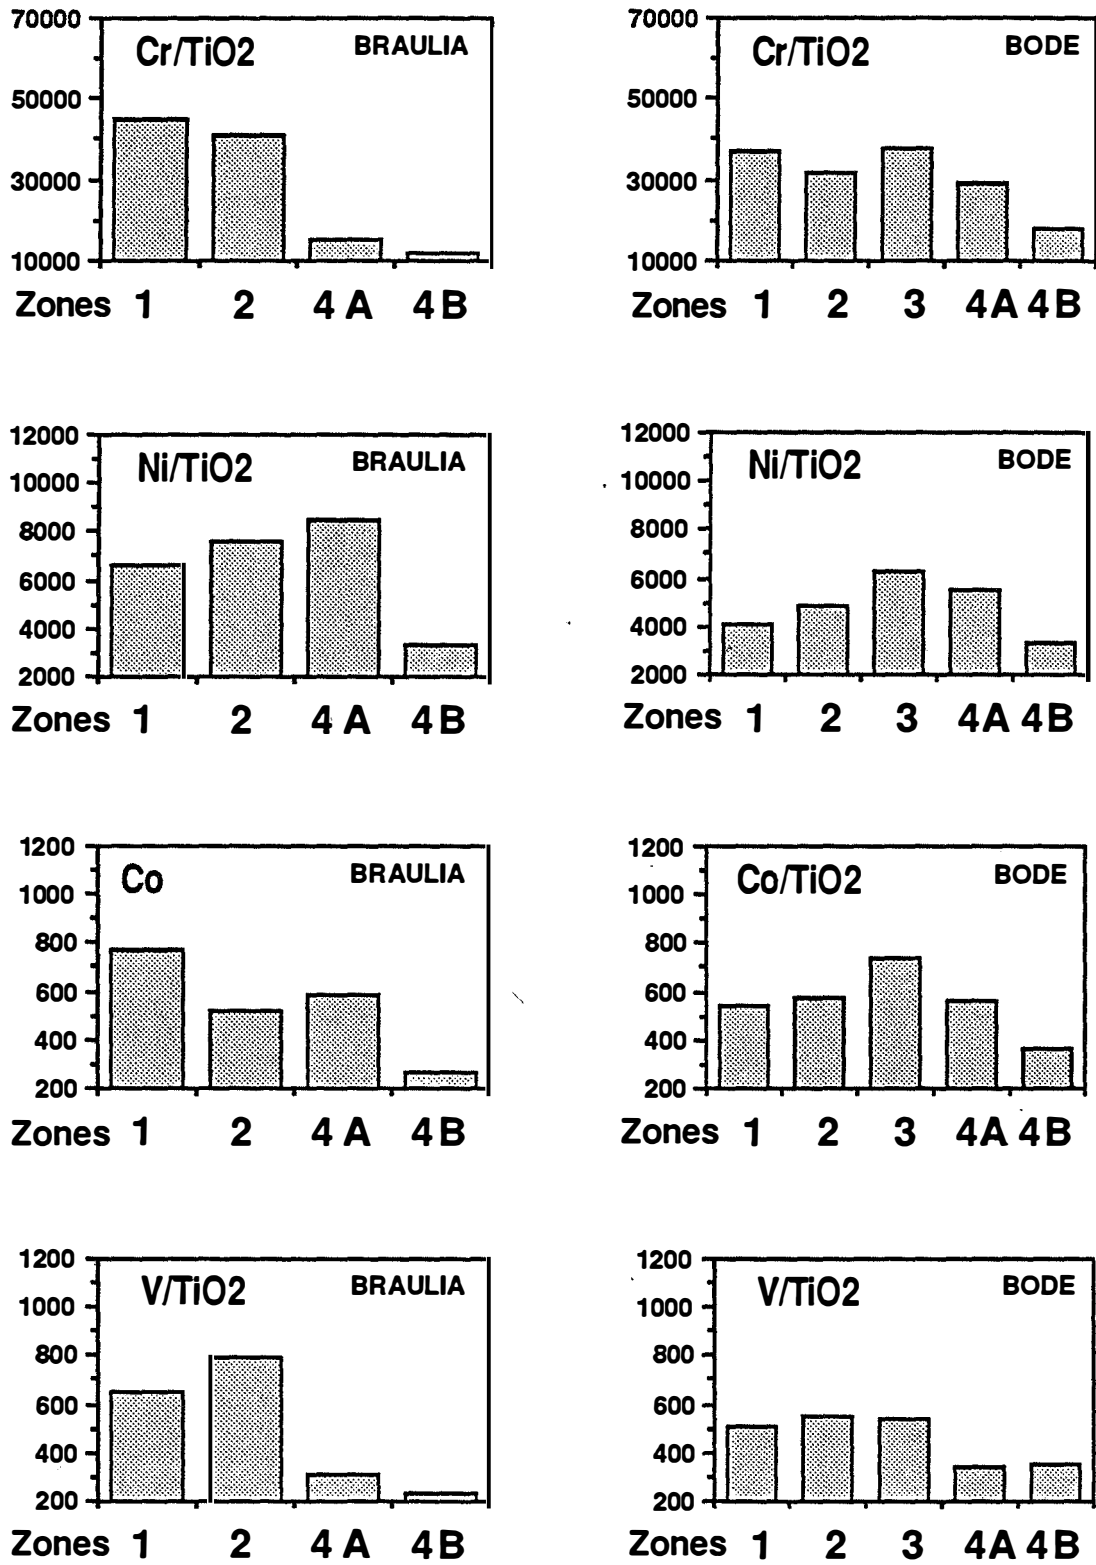 70000
Cr/TiO2 BRAULIA
50000
30000
10000
Zones 1 2 4 A 4 B
70000
Cr/TiO2 BODE
50000
30000
10000
Zones 1 2 3 4A 4B
12000
Ni/TiO2 BRAULIA
10000
8000
6000
4000
2000
Zones 1 2 4 A 4B
12000
Ni/TiO2 BODE
10000
8000
6000
4000
2000
Zones 1 2 3 4A 4B
1200
Co BRAULIA
1000
800
600
400
200
Zones 1 2 4 A 4B
1200
Co/TiO2 BODE
1000
800
600
400
200
Zones 1 2 3 4A 4B
1200
V/TiO2 BRAULIA
1000
800
600
400
200
Zones 1 2 4 A 4B
1200
V/TiO2 BODE
1000
800
600
400
200
Zones 1 2 3 4A 4B